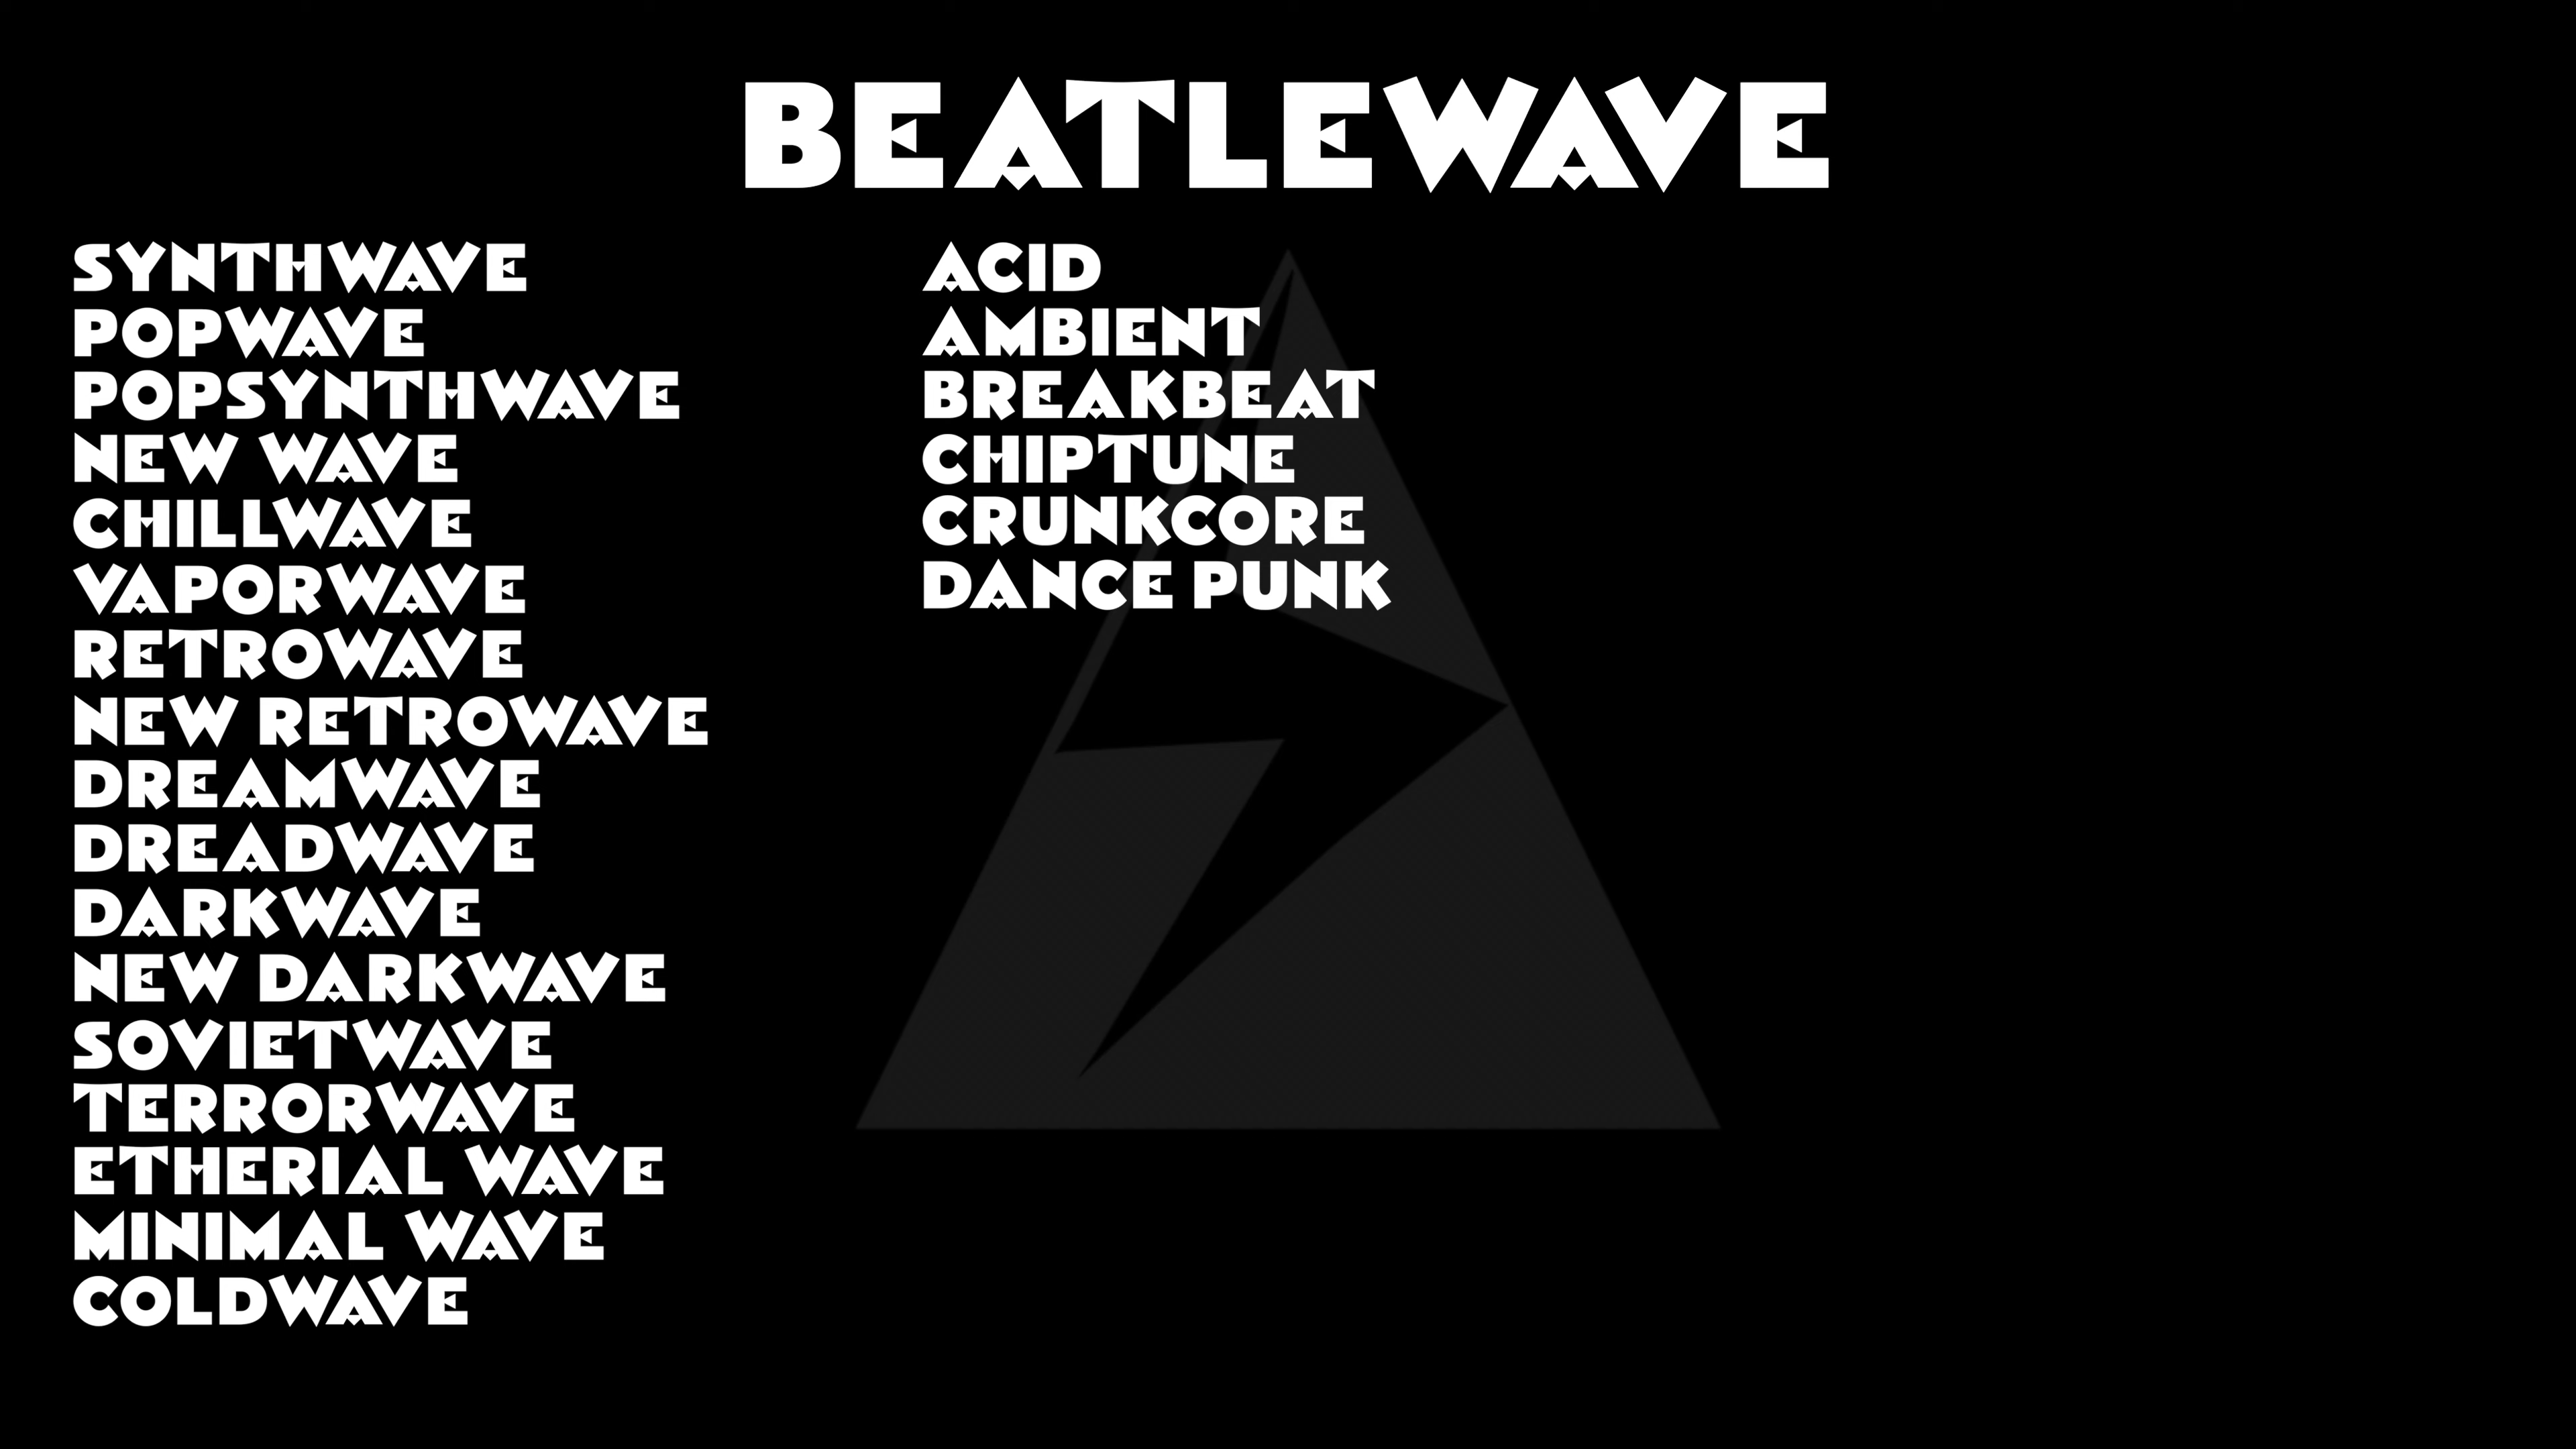 BEATLEWAVE
SYNTHWAVE
POPWAVE
POPSYNTHWAVE
NEW WAVE
CHILLWAVE
VAPORWAVE
RETROWAVE
NEW RETROWAVE
DREAMWAVE
DREADWAVE
DARKWAVE
NEW DARKWAVE
SOVIETWAVE
TERRORWAVE
ETHERIAL WAVE
MINIMAL WAVE
COLDWAVE
ACID
AMBIENT
BREAKBEAT
CHIPTUNE
CRUNKCORE
DANCE PUNK